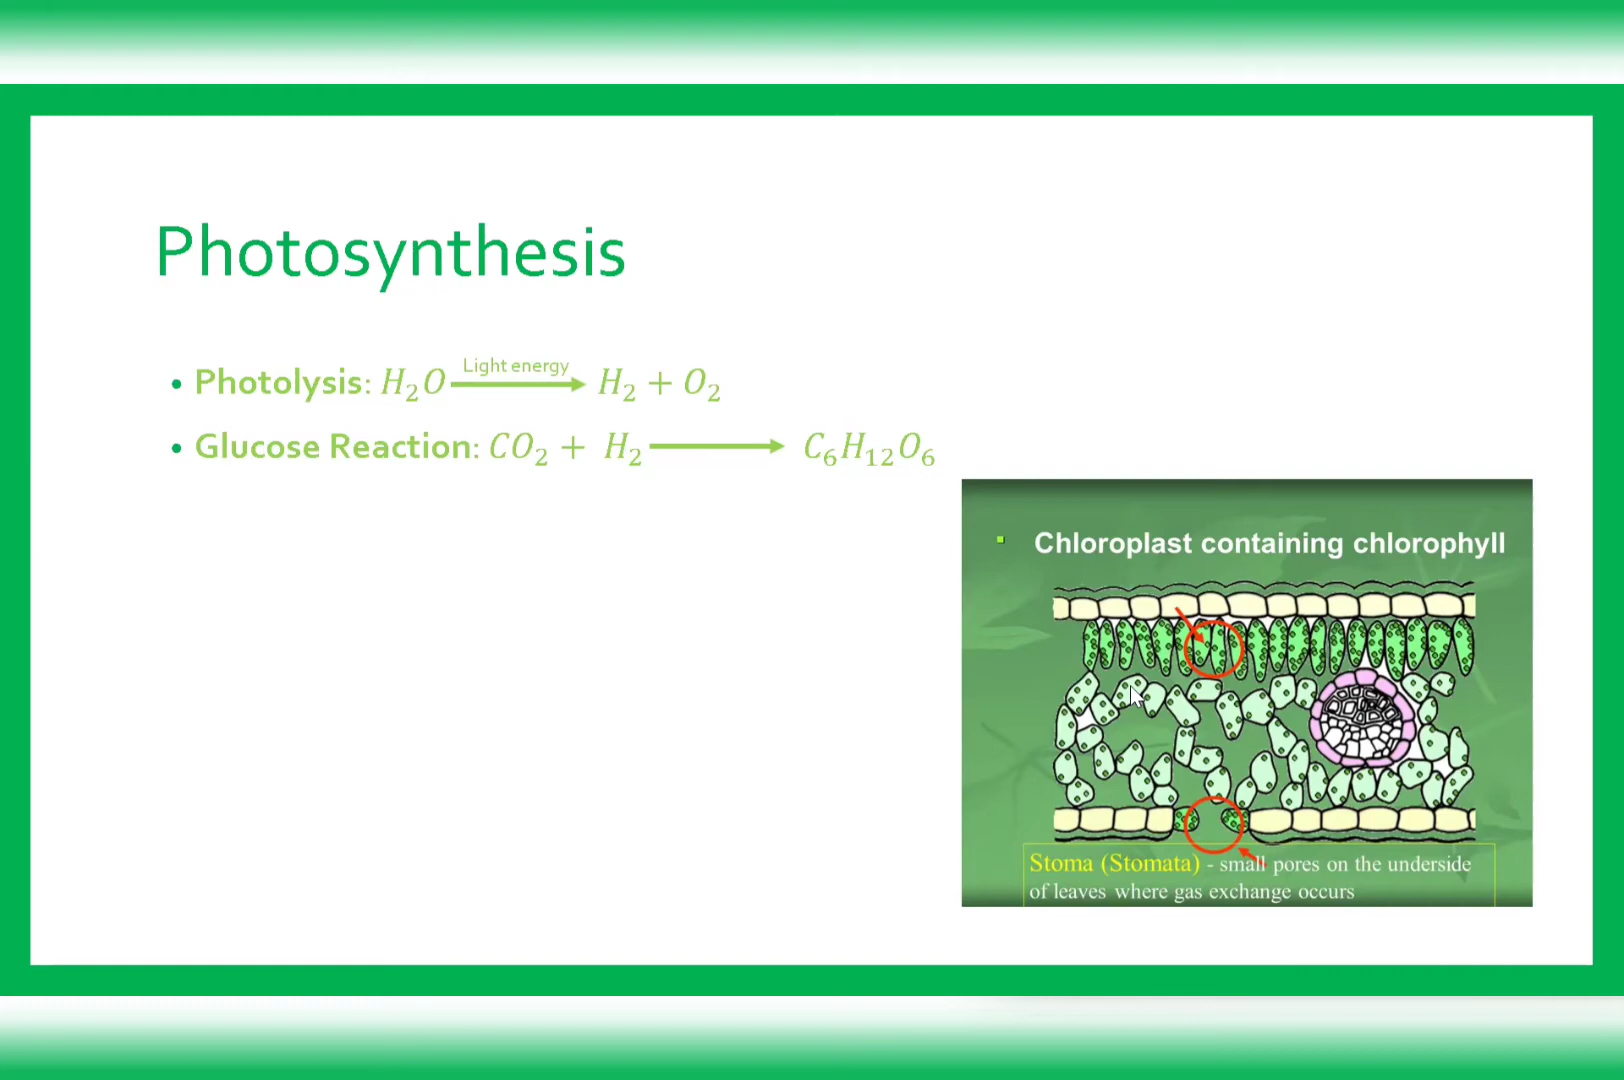 Photosynthesis
• Photolysis: H₂O Light energy → H₂ + O₂
• Glucose Reaction: CO₂ + H₂ → C₆H₁₂O₆
Chloroplast containing chlorophyll
Stoma (Stomata) - small pores on the underside
of leaves where gas exchange occurs